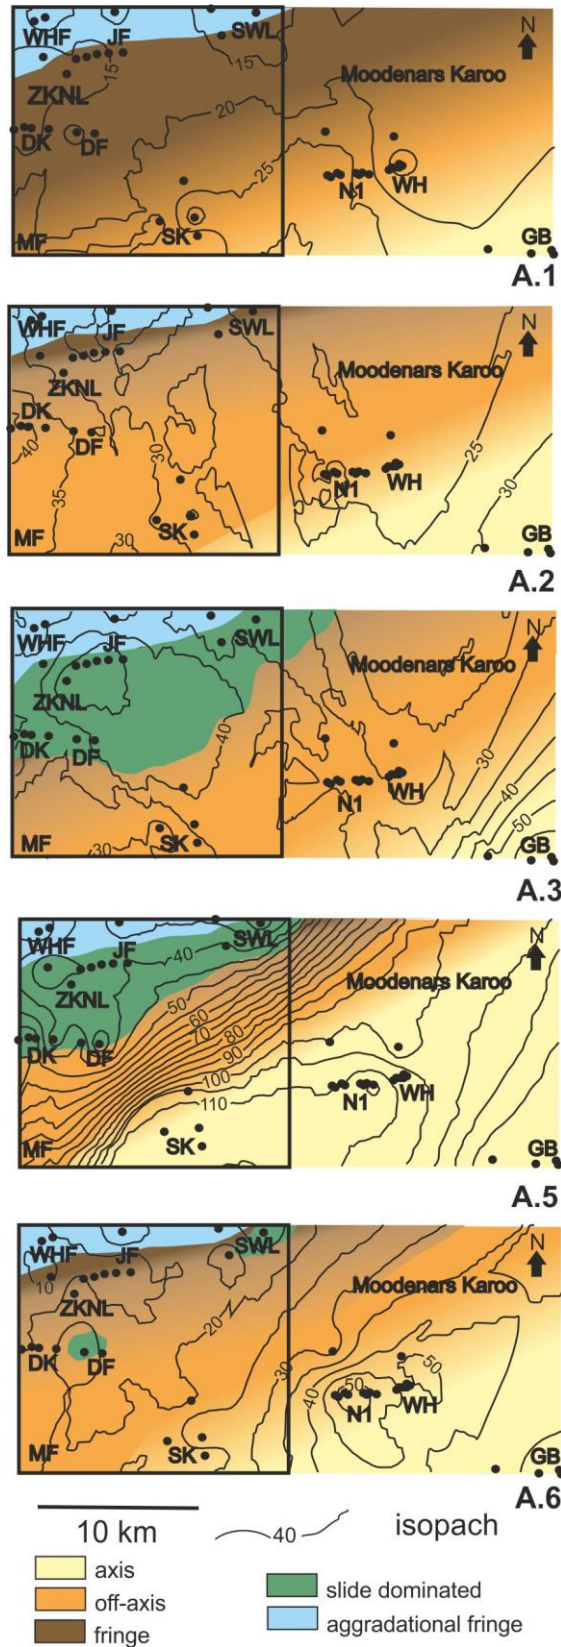 WHF JF SWL N
15 15
ZKNL Moodenars Karoo
20
DK DF
25 25
N1 WH
MF SK GB
A.1
WHF JF SWL N
ZKNL Moodenars Karoo
DK DF
40 30 25
35 N1 WH 30
MF 30 SK GB
A.2
WHF JF SWL N
ZKNL Moodenars Karoo
DK DF 40 30
N1 WH 40
MF 30 SK 50 GB
A.3
WHF JF SWL N
40
ZKNL 50 Moodenars Karoo
60
70
DK DF 80
90
100 N1 WH
110
MF SK GB
A.5
WHF JF SWL N
10
ZKNL Moodenars Karoo
20
DK DF 30
50 50
40 N1 WH
MF SK GB
A.6
10 km 40 isopach
axis
off-axis slide dominated
fringe aggradational fringe